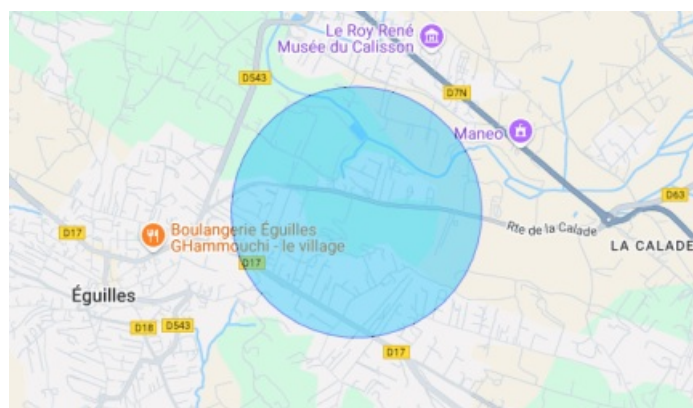 Le Roy René
Musée du Calisson
D543
D7N
Maneo
D63
Rte de la Calade
D17
Boulangerie Éguilles
GHammouchi - le village
LA CALADE
D17
Éguilles
D18
D543
D17